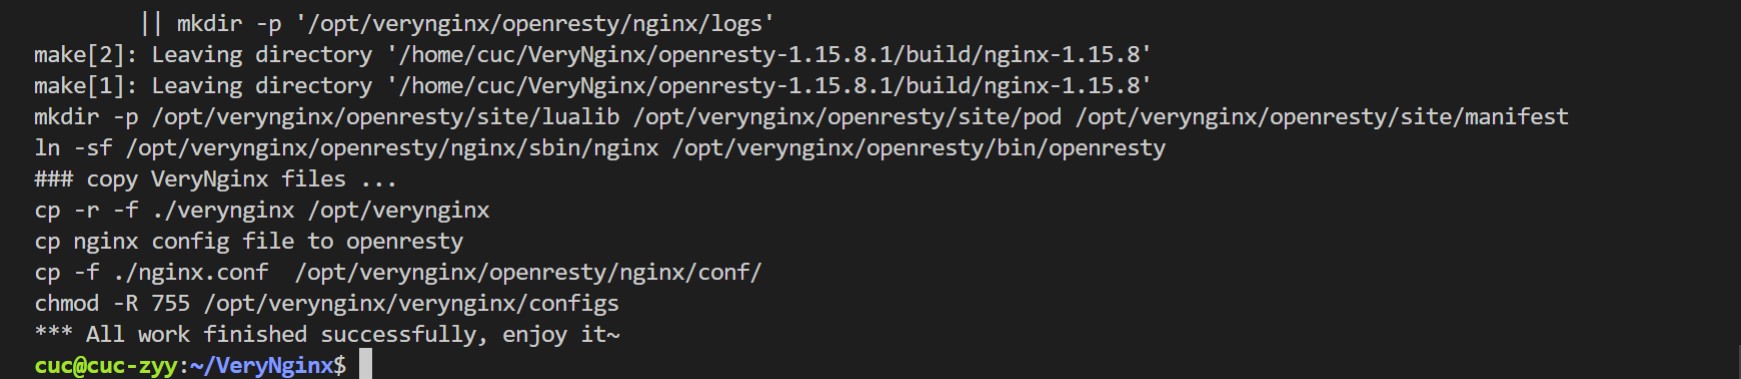 || mkdir -p '/opt/verynginx/openresty/nginx/logs'
make[2]: Leaving directory '/home/cuc/VeryNginx/openresty-1.15.8.1/build/nginx-1.15.8'
make[1]: Leaving directory '/home/cuc/VeryNginx/openresty-1.15.8.1/build/nginx-1.15.8'
mkdir -p /opt/verynginx/openresty/site/lualib /opt/verynginx/openresty/site/pod /opt/verynginx/openresty/site/manifest
ln -sf /opt/verynginx/openresty/nginx/sbin/nginx /opt/verynginx/openresty/bin/openresty
### copy VeryNginx files ...
cp -r -f ./verynginx /opt/verynginx
cp nginx config file to openresty
cp -f ./nginx.conf  /opt/verynginx/openresty/nginx/conf/
chmod -R 755 /opt/verynginx/verynginx/configs
*** All work finished successfully, enjoy it~
cuc@cuc-zyy:~/VeryNginx$